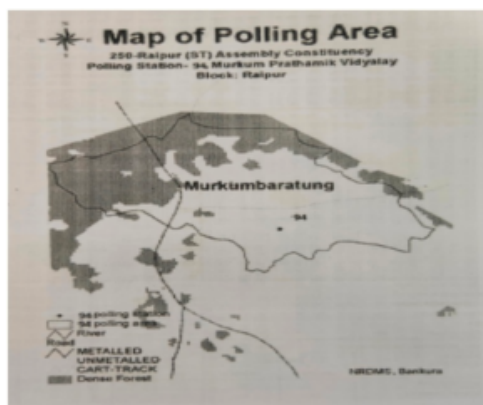 Map of Polling Area
250-Raipur (ST) Assembly Constituency
Polling Station- 94, Murkum Prathamik Vidyalay
Block: Raipur
Murkumbaratung
94
94 polling station
94 polling area
River
Road
METALLED
UNMETALLED
CART-TRACK
Dense Forest
NRDMS, Bankura